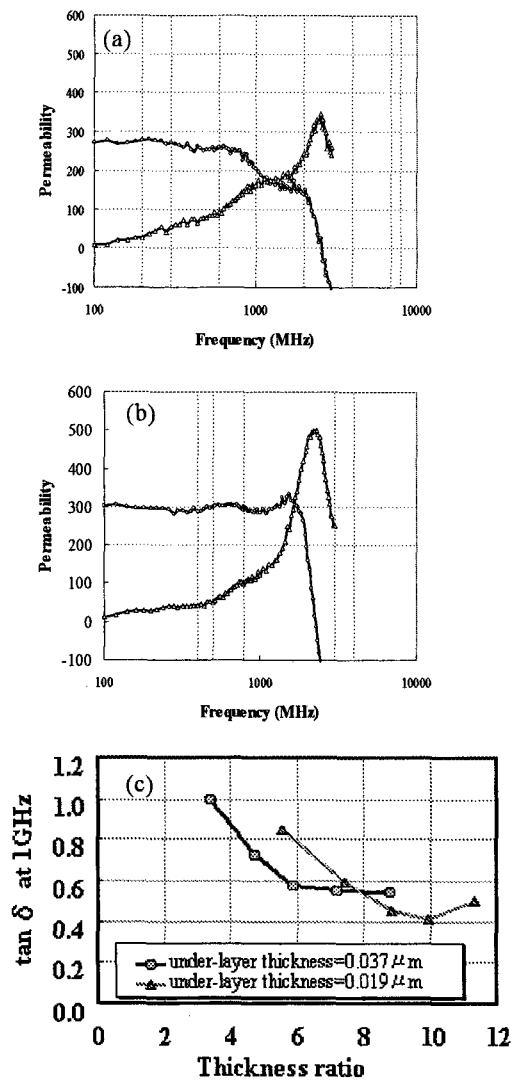 (a)
600
500
400
300
200
100
0
-100
Permeability
100 1000 10000
Frequency (MHz)
(b)
600
500
400
300
200
100
0
-100
Permeability
100 1000 10000
Frequency (MHz)
(c)
1.2
1.0
0.8
0.6
0.4
0.2
0.0
tan δ at 1GHz
under-layer thickness=0.037μm
under-layer thickness=0.019μm
0 2 4 6 8 10 12
Thickness ratio